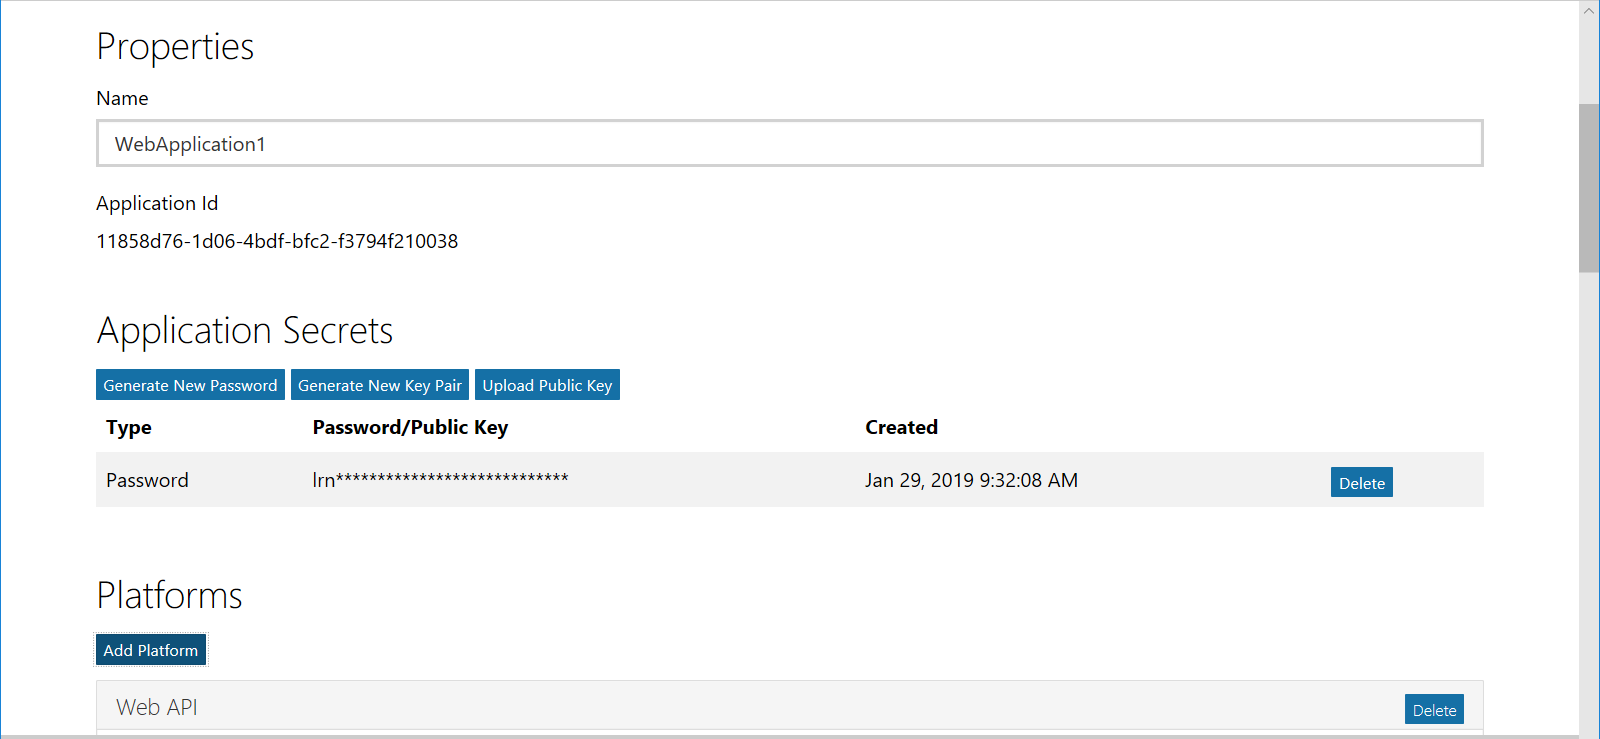 Properties
Name
WebApplication1
Application Id
11858d76-1d06-4bdf-bfc2-f3794f210038
Application Secrets
Generate New Password Generate New Key Pair Upload Public Key
Type Password/Public Key Created
Password lrn**************************** Jan 29, 2019 9:32:08 AM Delete
Platforms
Add Platform
Web API Delete